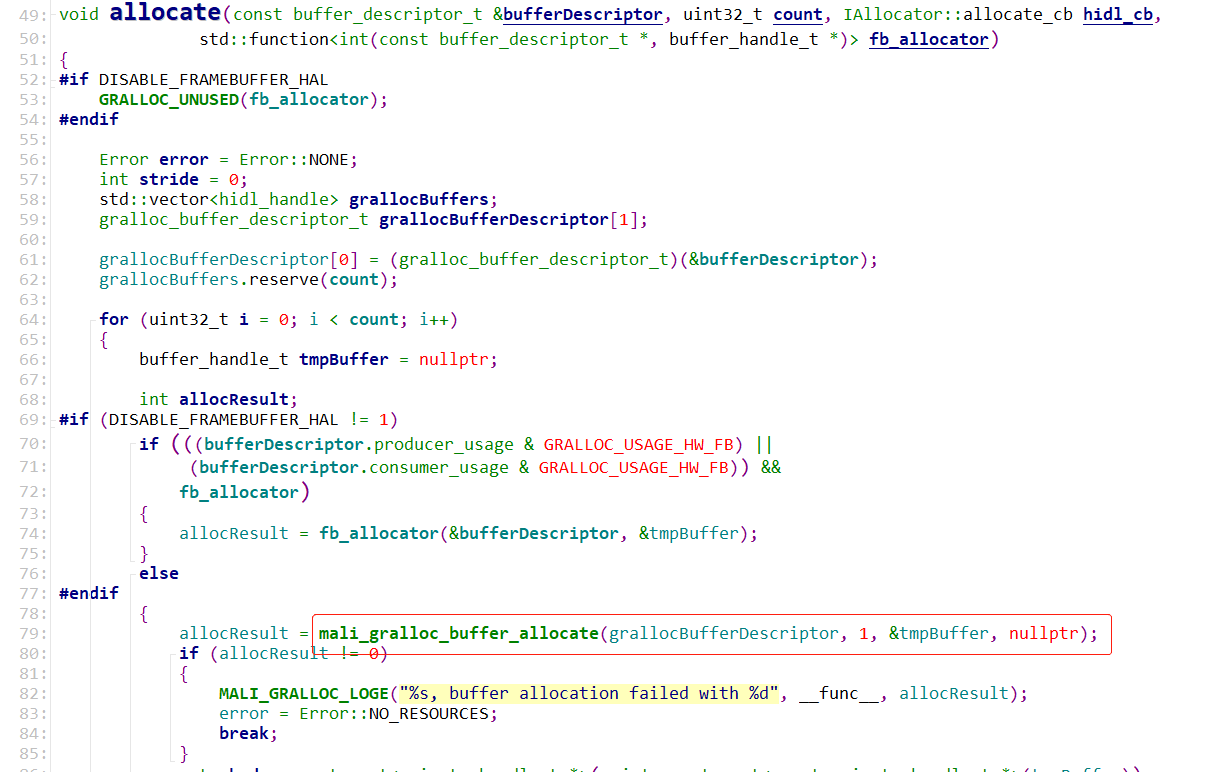 49: void allocate(const buffer_descriptor_t &bufferDescriptor, uint32_t count, IAllocator::allocate_cb hidl_cb,
50:               std::function<int(const buffer_descriptor_t *, buffer_handle_t *)> fb_allocator)
51: {
52: #if DISABLE_FRAMEBUFFER_HAL
53:     GRALLOC_UNUSED(fb_allocator);
54: #endif
55:
56:     Error error = Error::NONE;
57:     int stride = 0;
58:     std::vector<hidl_handle> grallocBuffers;
59:     gralloc_buffer_descriptor_t grallocBufferDescriptor[1];
60:
61:     grallocBufferDescriptor[0] = (gralloc_buffer_descriptor_t)(&bufferDescriptor);
62:     grallocBuffers.reserve(count);
63:
64:     for (uint32_t i = 0; i < count; i++)
65:     {
66:         buffer_handle_t tmpBuffer = nullptr;
67:
68:         int allocResult;
69: #if (DISABLE_FRAMEBUFFER_HAL != 1)
70:         if (((bufferDescriptor.producer_usage & GRALLOC_USAGE_HW_FB) ||
71:              (bufferDescriptor.consumer_usage & GRALLOC_USAGE_HW_FB)) &&
72:             fb_allocator)
73:         {
74:             allocResult = fb_allocator(&bufferDescriptor, &tmpBuffer);
75:         }
76:         else
77: #endif
78:         {
79:             allocResult = mali_gralloc_buffer_allocate(grallocBufferDescriptor, 1, &tmpBuffer, nullptr);
80:             if (allocResult != 0)
81:             {
82:                 MALI_GRALLOC_LOGE("%s, buffer allocation failed with %d", __func__, allocResult);
83:                 error = Error::NO_RESOURCES;
84:                 break;
85:             }